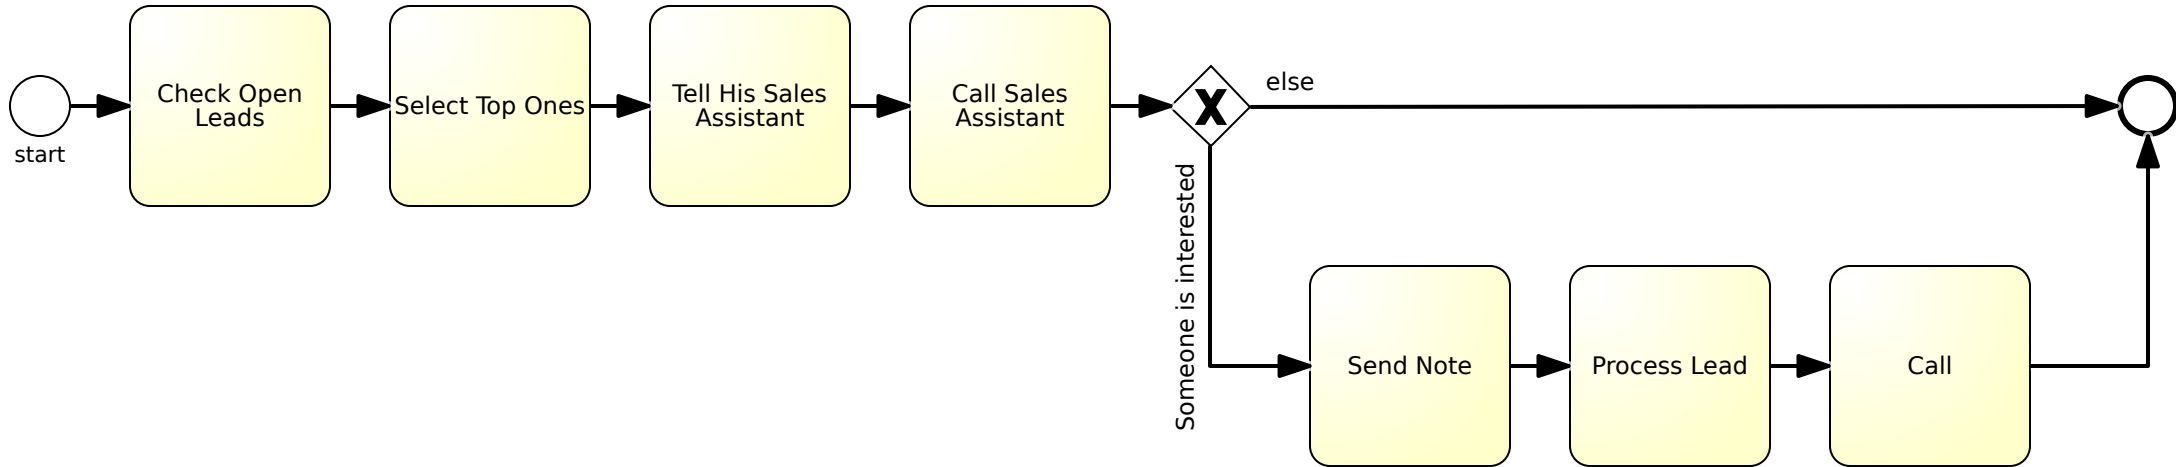 start
Check Open
Leads
Select Top Ones
Tell His Sales
Assistant
Call Sales
Assistant
X
else
Someone is interested
Send Note
Process Lead
Call